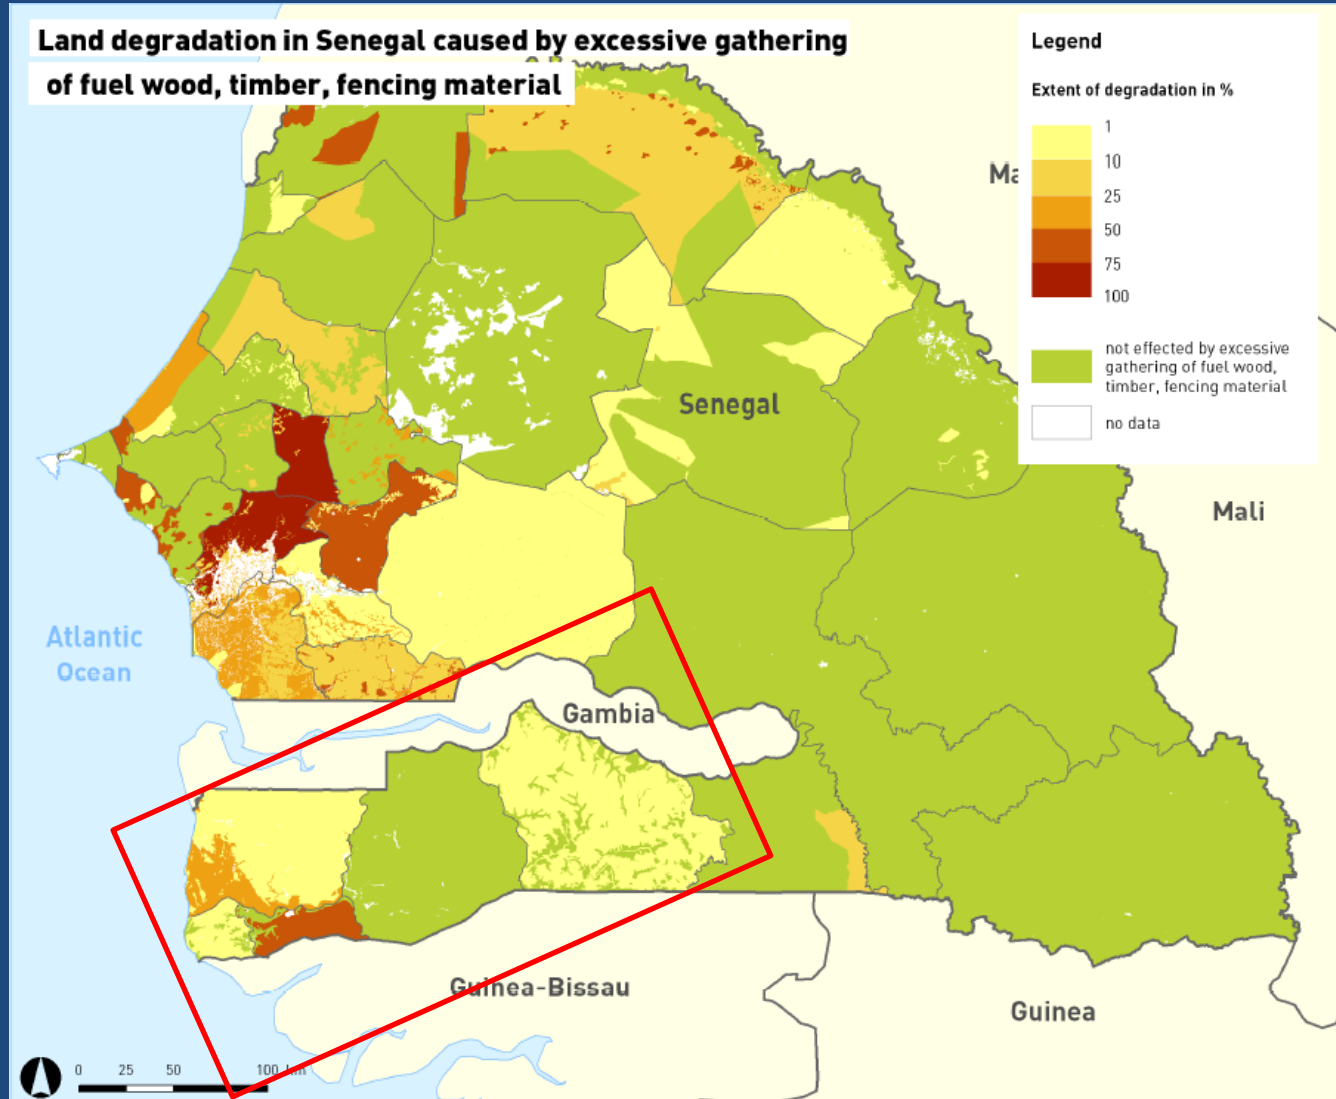 Land degradation in Senegal caused by excessive gathering
of fuel wood, timber, fencing material
Legend
Extent of degradation in %
1
10
25
50
75
100
not effected by excessive
gathering of fuel wood,
timber, fencing material
no data
Ma
Senegal
Mali
Atlantic
Ocean
Gambia
Guinea-Bissau
Guinea
0 25 50 100 km